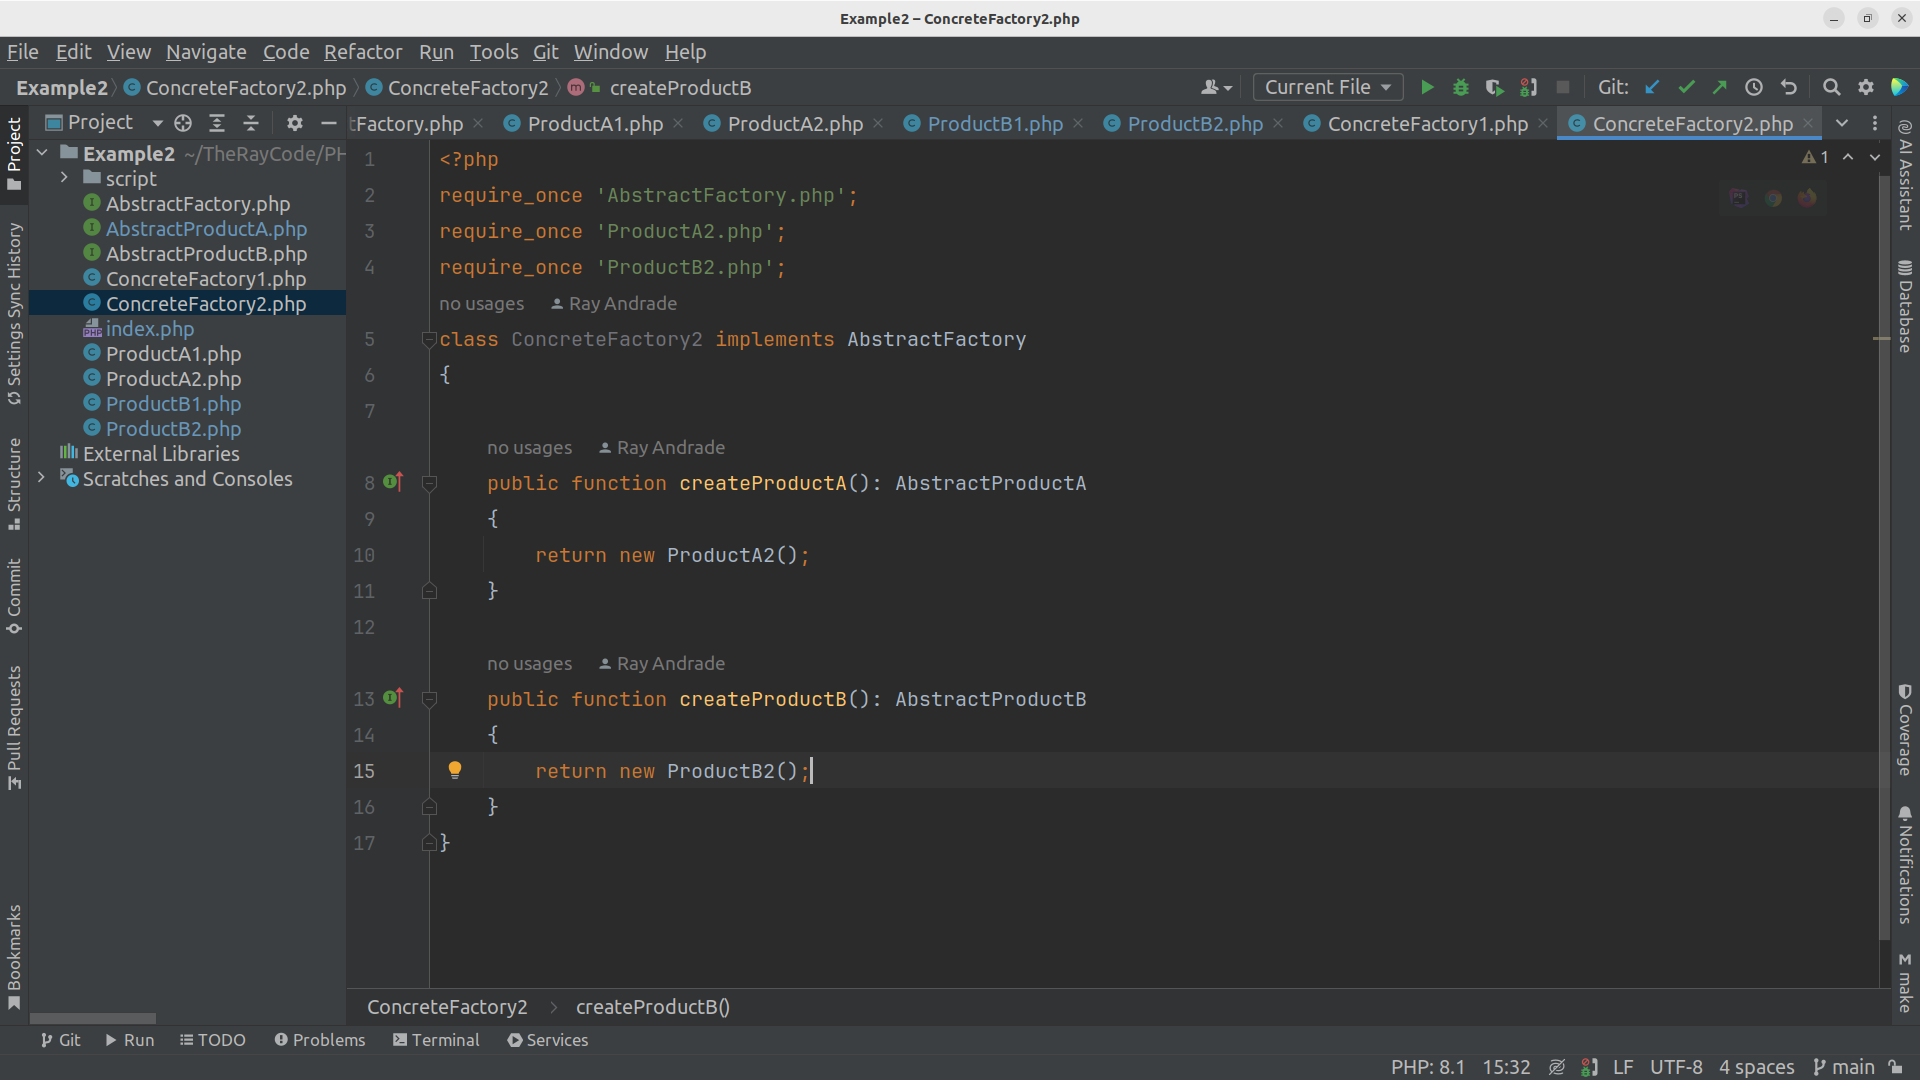 Example2 – ConcreteFactory2.php
File Edit View Navigate Code Refactor Run Tools Git Window Help
Example2 ConcreteFactory2.php ConcreteFactory2 m createProductB Current File Git:
Project tFactory.php ProductA1.php ProductA2.php ProductB1.php ProductB2.php ConcreteFactory1.php ConcreteFactory2.php
Example2 ~/TheRayCode/PH
script
AbstractFactory.php
AbstractProductA.php
AbstractProductB.php
ConcreteFactory1.php
ConcreteFactory2.php
index.php
ProductA1.php
ProductA2.php
ProductB1.php
ProductB2.php
External Libraries
Scratches and Consoles
1 <?php
2 require_once 'AbstractFactory.php';
3 require_once 'ProductA2.php';
4 require_once 'ProductB2.php';
no usages Ray Andrade
5 class ConcreteFactory2 implements AbstractFactory
6 {
7
no usages Ray Andrade
8 public function createProductA(): AbstractProductA
9 {
10 return new ProductA2();
11 }
12
no usages Ray Andrade
13 public function createProductB(): AbstractProductB
14 {
15 return new ProductB2();
16 }
17 }
1
Project
Settings Sync History
Structure
Commit
Pull Requests
Bookmarks
AI Assistant
Database
Coverage
Notifications
M make
ConcreteFactory2 createProductB()
Git Run TODO Problems Terminal Services
PHP: 8.1 15:32 LF UTF-8 4 spaces main